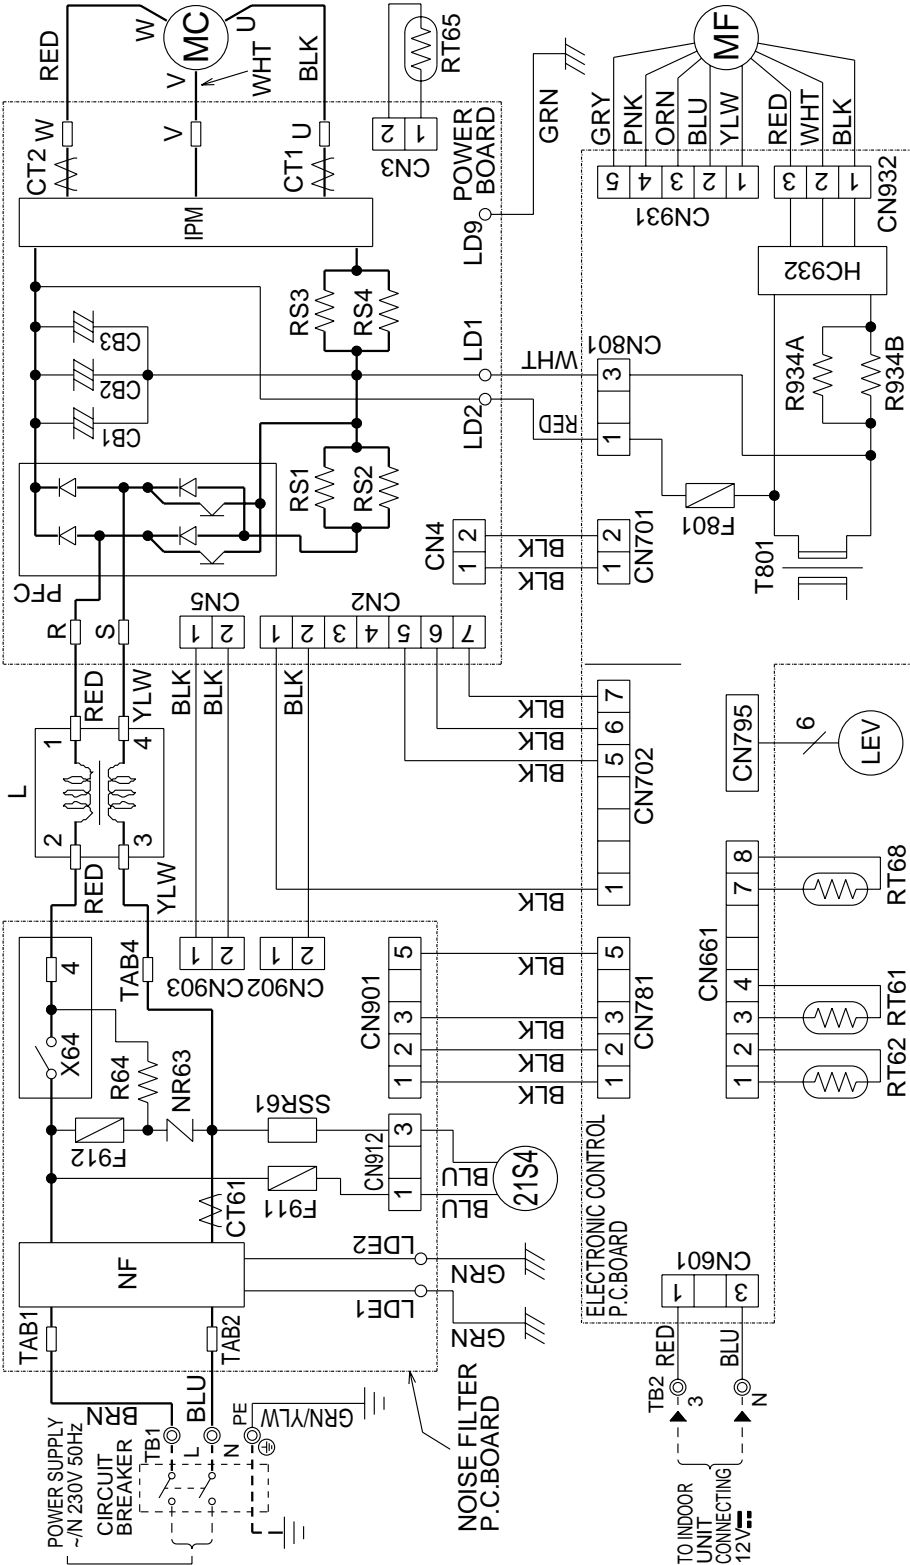 POWER SUPPLY
~/N 230V 50Hz
CIRCUIT
BREAKER
TB1
L
N
PE
BRN
BLU
GRN/YLW
NOISE FILTER
P.C.BOARD
TAB1
TAB2
NF
LDE1
LDE2
GRN
GRN
CT61
F911
F912
NR63
R64
X64
4
SSR61
CN912
1
3
BLU
BLU
21S4
TAB4
CN903
1
2
CN902
1
2
CN901
1
2
3
5
RED
YLW
L
2
1
3
4
RED
YLW
BLK
BLK
BLK
R
S
PFC
CN5
1
2
CN2
1
2
3
4
5
6
7
CN4
1
2
CB1
CB2
CB3
RS1
RS2
RS3
RS4
IPM
LD2
LD1
LD9
POWER
BOARD
CN3
2
1
RT65
CT2
W
V
CT1
U
RED
W
V
U
WHT
BLK
MC
GRN
WHT
RED
BLK
BLK
BLK
BLK
BLK
BLK
BLK
BLK
BLK
BLK
ELECTRONIC CONTROL
P.C.BOARD
CN781
1
2
3
5
CN702
1
5
6
7
CN701
1
2
CN801
1
3
F801
T801
R934A
R934B
HC932
CN931
5
4
3
2
1
CN932
3
2
1
GRY
PNK
ORN
BLU
YLW
RED
WHT
BLK
MF
CN601
1
3
RED
BLU
TB2
3
N
TO INDOOR
UNIT
CONNECTING
12V
CN661
1
2
3
4
7
8
RT62
RT61
RT68
CN795
6
LEV